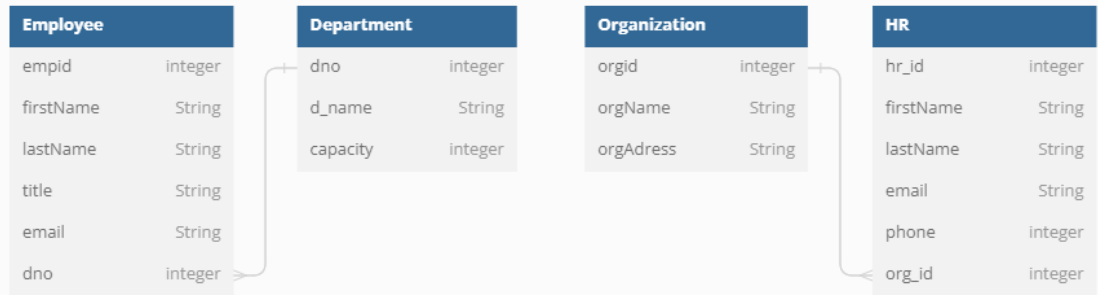 Employee
empid integer
firstName String
lastName String
title String
email String
dno integer
Department
dno integer
d_name String
capacity integer
Organization
orgid integer
orgName String
orgAdress String
HR
hr_id integer
firstName String
lastName String
email String
phone integer
org_id integer